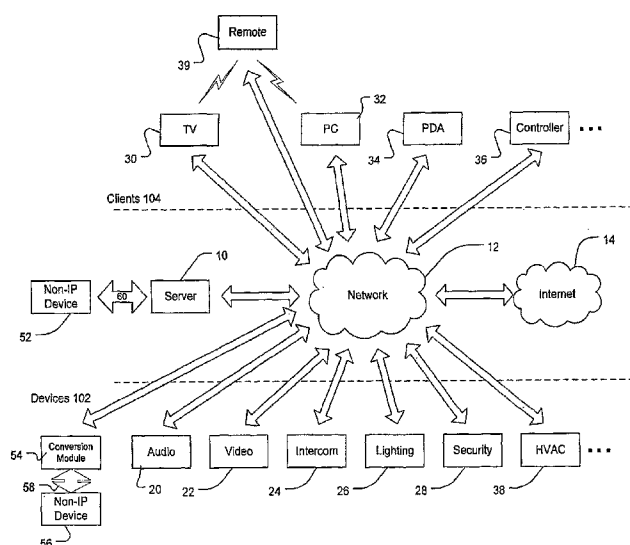 Remote
39
32
TV
PC
PDA
Controller
30
34
36
Clients 104
10
12
14
Non-IP
Device
60
Server
Network
Internet
52
Devices 102
54
Conversion
Module
Audio
Video
Intercom
Lighting
Security
HVAC
58
20
22
24
26
28
38
Non-IP
Device
56